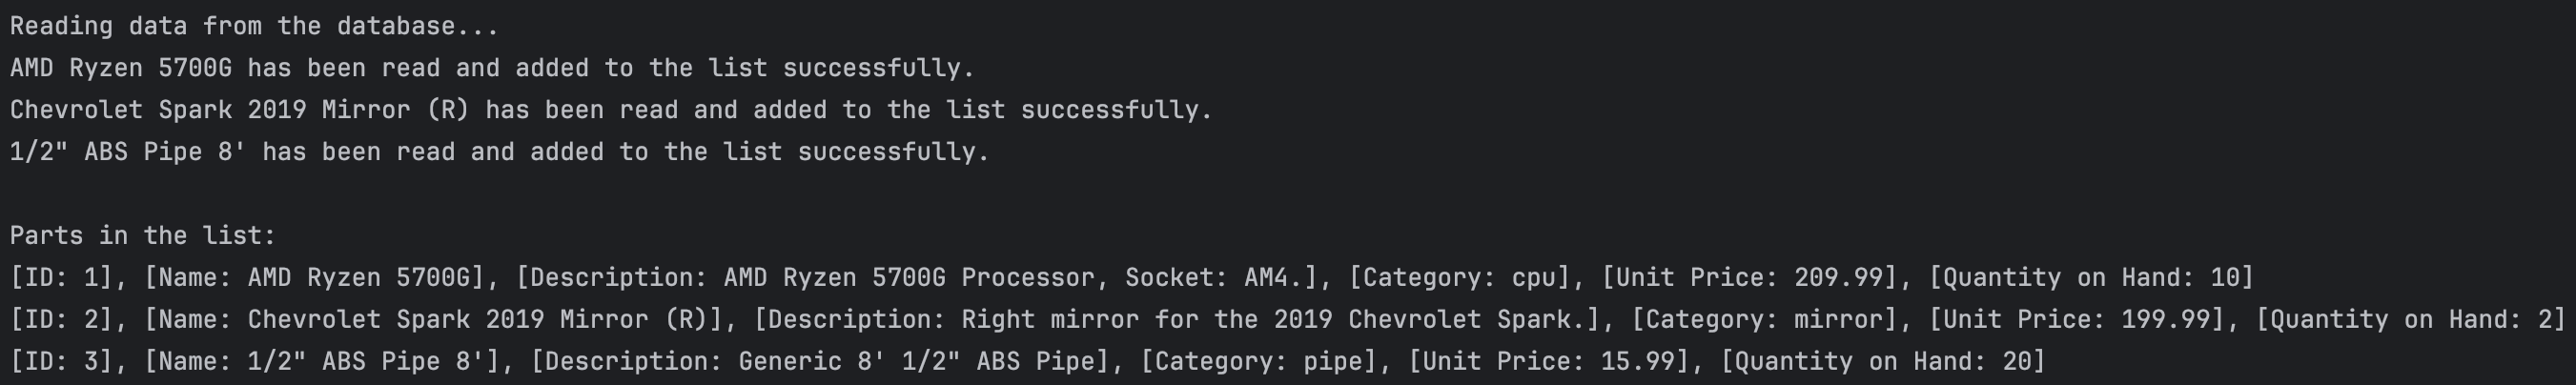 Reading data from the database...
AMD Ryzen 5700G has been read and added to the list successfully.
Chevrolet Spark 2019 Mirror (R) has been read and added to the list successfully.
1/2" ABS Pipe 8' has been read and added to the list successfully.

Parts in the list:
[ID: 1], [Name: AMD Ryzen 5700G], [Description: AMD Ryzen 5700G Processor, Socket: AM4.], [Category: cpu], [Unit Price: 209.99], [Quantity on Hand: 10]
[ID: 2], [Name: Chevrolet Spark 2019 Mirror (R)], [Description: Right mirror for the 2019 Chevrolet Spark.], [Category: mirror], [Unit Price: 199.99], [Quantity on Hand: 2]
[ID: 3], [Name: 1/2" ABS Pipe 8'], [Description: Generic 8' 1/2" ABS Pipe], [Category: pipe], [Unit Price: 15.99], [Quantity on Hand: 20]